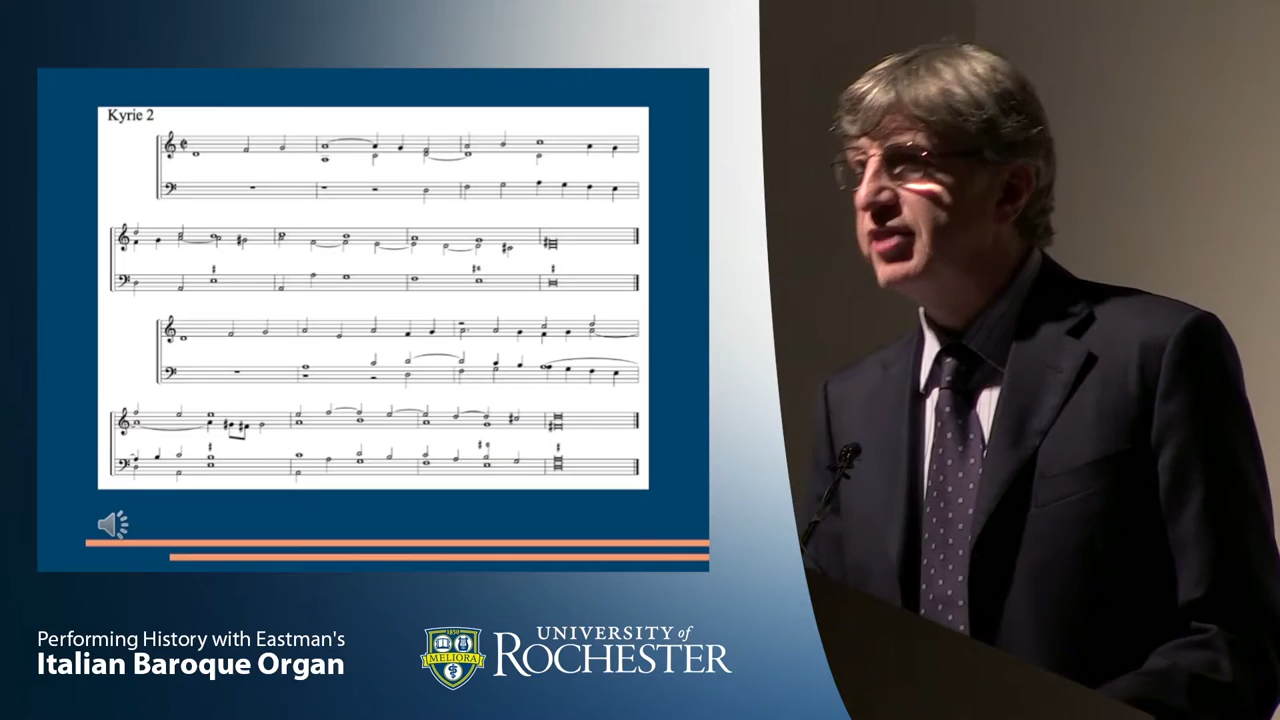 Kyrie 2
Performing History with Eastman's
Italian Baroque Organ
1850
MELIORA
UNIVERSITY of
ROCHESTER